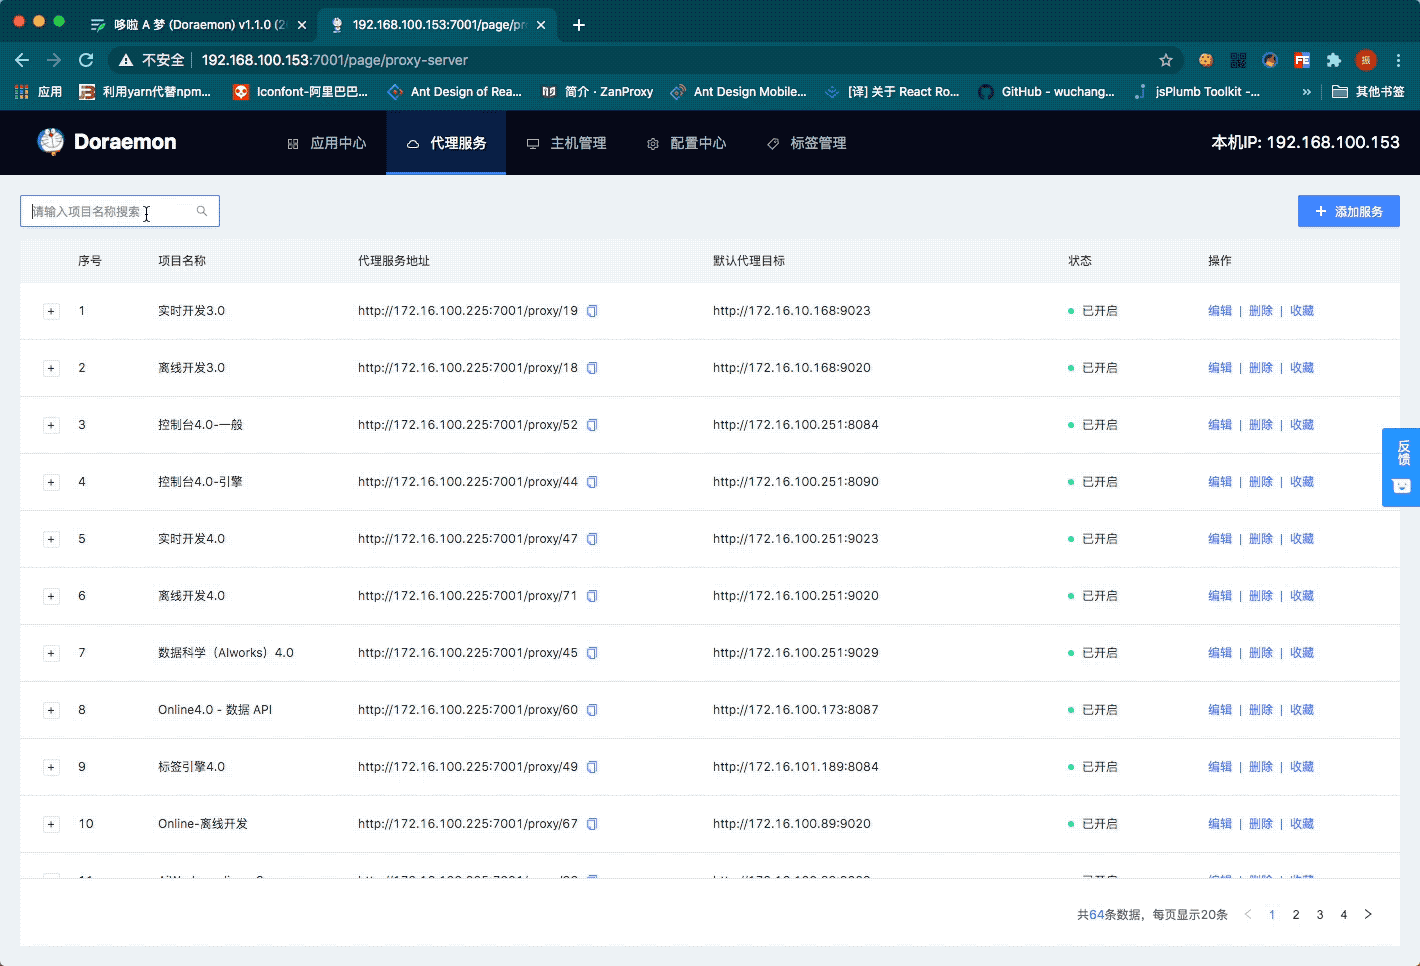 哆啦 A 梦 (Doraemon) v1.1.0
192.168.100.153:7001/page/pr
不安全
192.168.100.153:7001/page/proxy-server
应用
利用yarn代替npm...
Iconfont-阿里巴巴...
Ant Design of Rea...
简介 · ZanProxy
Ant Design Mobile...
[译] 关于 React Ro...
GitHub - wuchang...
jsPlumb Toolkit -...
»
其他书签
Doraemon
应用中心
代理服务
主机管理
配置中心
标签管理
本机IP: 192.168.100.153
请输入项目名称搜索
+ 添加服务
序号 项目名称 代理服务地址 默认代理目标 状态 操作
+ 1 实时开发3.0 http://172.16.100.225:7001/proxy/19 http://172.16.10.168:9023 已开启 编辑 | 删除 | 收藏
+ 2 离线开发3.0 http://172.16.100.225:7001/proxy/18 http://172.16.10.168:9020 已开启 编辑 | 删除 | 收藏
+ 3 控制台4.0-一般 http://172.16.100.225:7001/proxy/52 http://172.16.100.251:8084 已开启 编辑 | 删除 | 收藏
+ 4 控制台4.0-引擎 http://172.16.100.225:7001/proxy/44 http://172.16.100.251:8090 已开启 编辑 | 删除 | 收藏
+ 5 实时开发4.0 http://172.16.100.225:7001/proxy/47 http://172.16.100.251:9023 已开启 编辑 | 删除 | 收藏
+ 6 离线开发4.0 http://172.16.100.225:7001/proxy/71 http://172.16.100.251:9020 已开启 编辑 | 删除 | 收藏
+ 7 数据科学（AIworks）4.0 http://172.16.100.225:7001/proxy/45 http://172.16.100.251:9029 已开启 编辑 | 删除 | 收藏
+ 8 Online4.0 - 数据 API http://172.16.100.225:7001/proxy/60 http://172.16.100.173:8087 已开启 编辑 | 删除 | 收藏
+ 9 标签引擎4.0 http://172.16.100.225:7001/proxy/49 http://172.16.101.189:8084 已开启 编辑 | 删除 | 收藏
+ 10 Online-离线开发 http://172.16.100.225:7001/proxy/67 http://172.16.100.89:9020 已开启 编辑 | 删除 | 收藏
反馈
共64条数据，每页显示20条 < 1 2 3 4 >